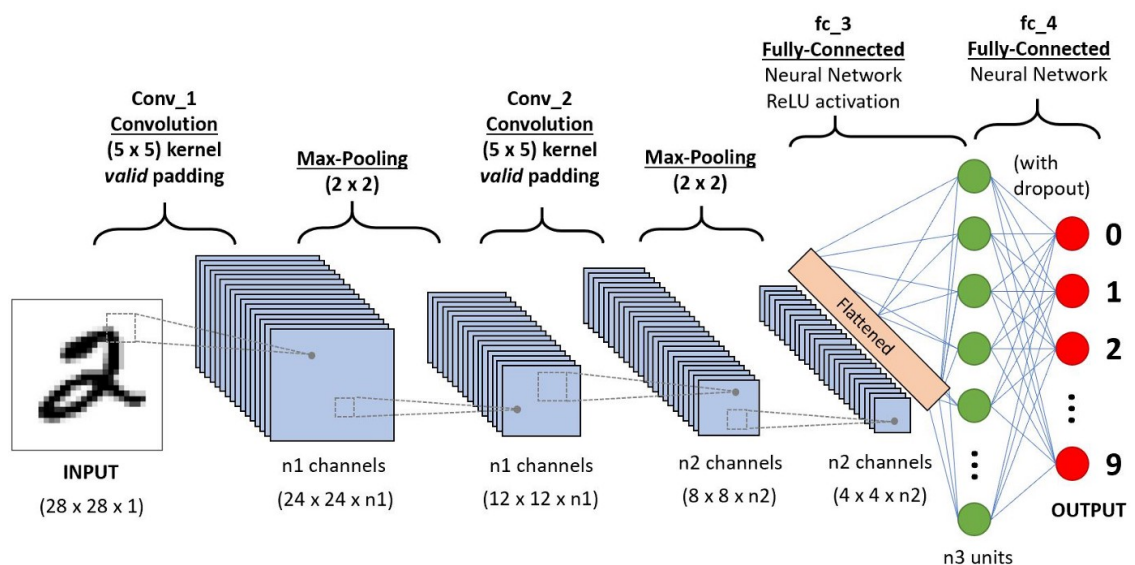 Conv_1
Convolution
(5 x 5) kernel
valid padding
Max-Pooling
(2 x 2)
Conv_2
Convolution
(5 x 5) kernel
valid padding
Max-Pooling
(2 x 2)
fc_3
Fully-Connected
Neural Network
ReLU activation
fc_4
Fully-Connected
Neural Network
(with
dropout)
2
INPUT
(28 x 28 x 1)
n1 channels
(24 x 24 x n1)
n1 channels
(12 x 12 x n1)
n2 channels
(8 x 8 x n2)
n2 channels
(4 x 4 x n2)
Flattened
n3 units
0
1
2
9
OUTPUT